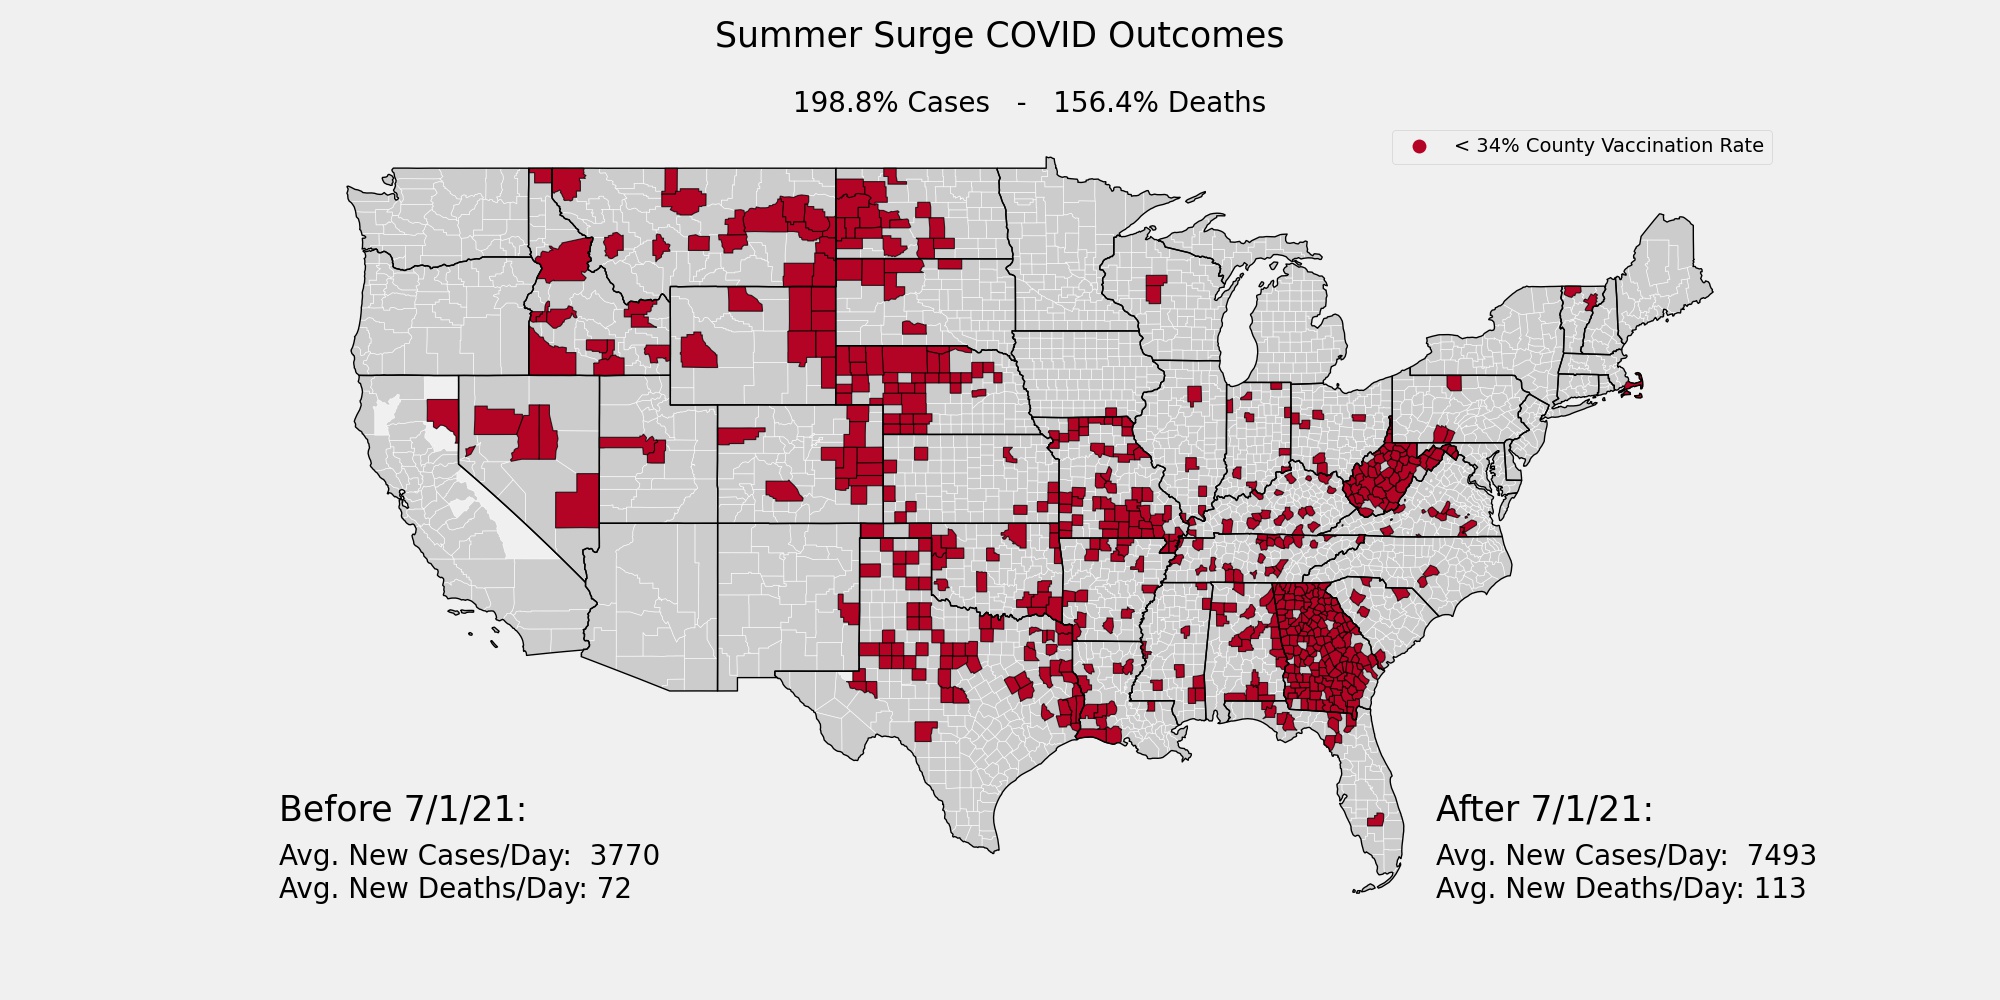 Summer Surge COVID Outcomes
198.8% Cases - 156.4% Deaths
< 34% County Vaccination Rate
Before 7/1/21:
Avg. New Cases/Day: 3770
Avg. New Deaths/Day: 72
After 7/1/21:
Avg. New Cases/Day: 7493
Avg. New Deaths/Day: 113